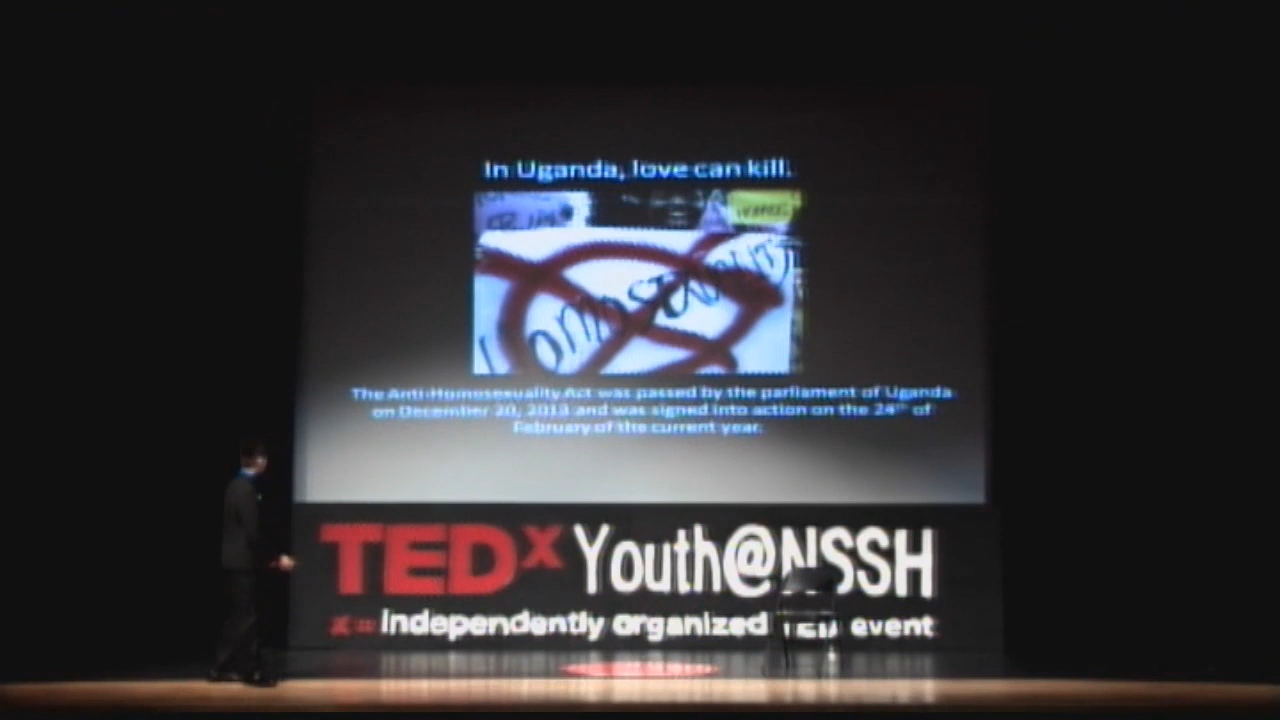 In Uganda, love can kill.
HOMOSEXUALITY
The Anti-Homosexuality Act was passed by the parliament of Uganda
on December 20, 2013 and was signed into action on the 24th of
February of the current year.
TEDx Youth@NSSH
x = independently organized TED event